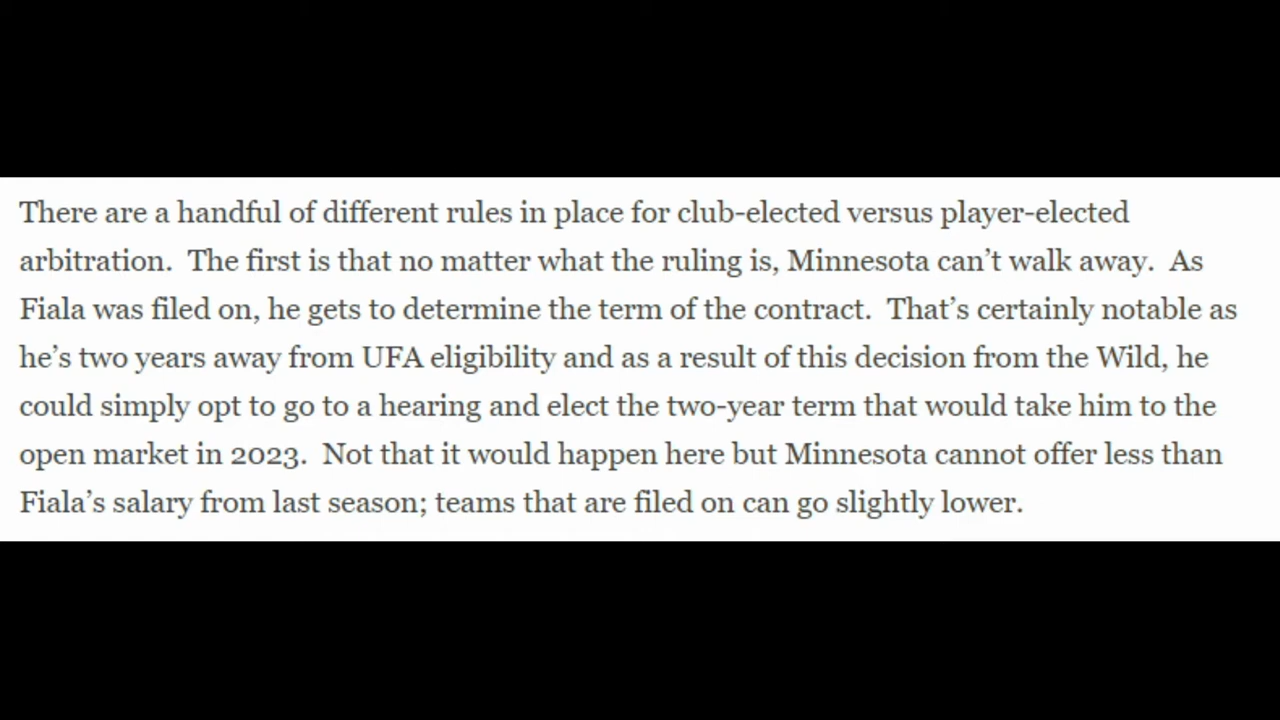 There are a handful of different rules in place for club-elected versus player-elected
arbitration.  The first is that no matter what the ruling is, Minnesota can’t walk away.  As
Fiala was filed on, he gets to determine the term of the contract.  That’s certainly notable as
he’s two years away from UFA eligibility and as a result of this decision from the Wild, he
could simply opt to go to a hearing and elect the two-year term that would take him to the
open market in 2023.  Not that it would happen here but Minnesota cannot offer less than
Fiala’s salary from last season; teams that are filed on can go slightly lower.